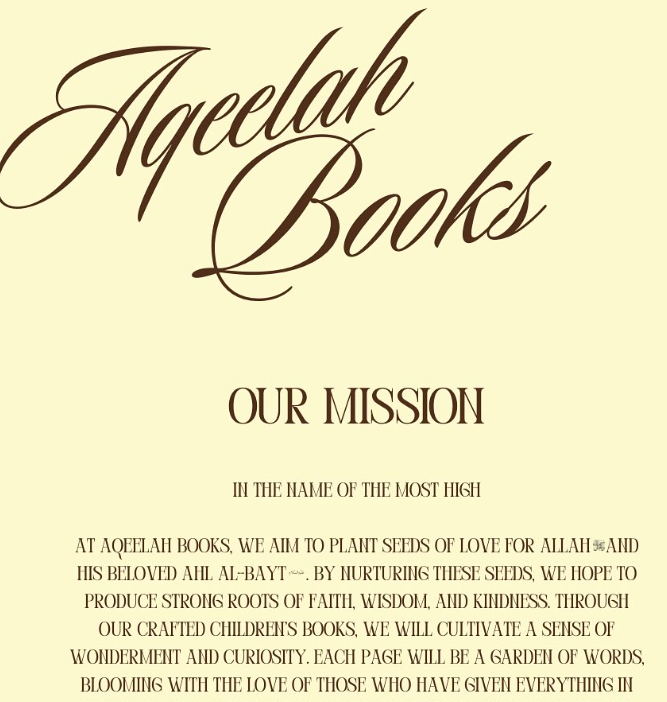 Aqeelah
Books
OUR MISSION
IN THE NAME OF THE MOST HIGH
AT AQEELAH BOOKS, WE AIM TO PLANT SEEDS OF LOVE FOR ALLAH AND
HIS BELOVED AHL AL-BAYT . BY NURTURING THESE SEEDS, WE HOPE TO
PRODUCE STRONG ROOTS OF FAITH, WISDOM, AND KINDNESS. THROUGH
OUR CRAFTED CHILDREN'S BOOKS, WE WILL CULTIVATE A SENSE OF
WONDERMENT AND CURIOSITY. EACH PAGE WILL BE A GARDEN OF WORDS,
BLOOMING WITH THE LOVE OF THOSE WHO HAVE GIVEN EVERYTHING IN